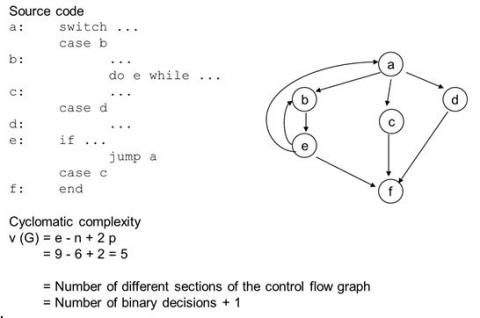 Source code
a: switch ...
case b
b: ...
do e while ...
c: ...
case d
d: ...
e: if ...
jump a
case c
f: end
a
b
d
c
e
f
Cyclomatic complexity
v (G) = e - n + 2 p
= 9 - 6 + 2 = 5
= Number of different sections of the control flow graph
= Number of binary decisions + 1